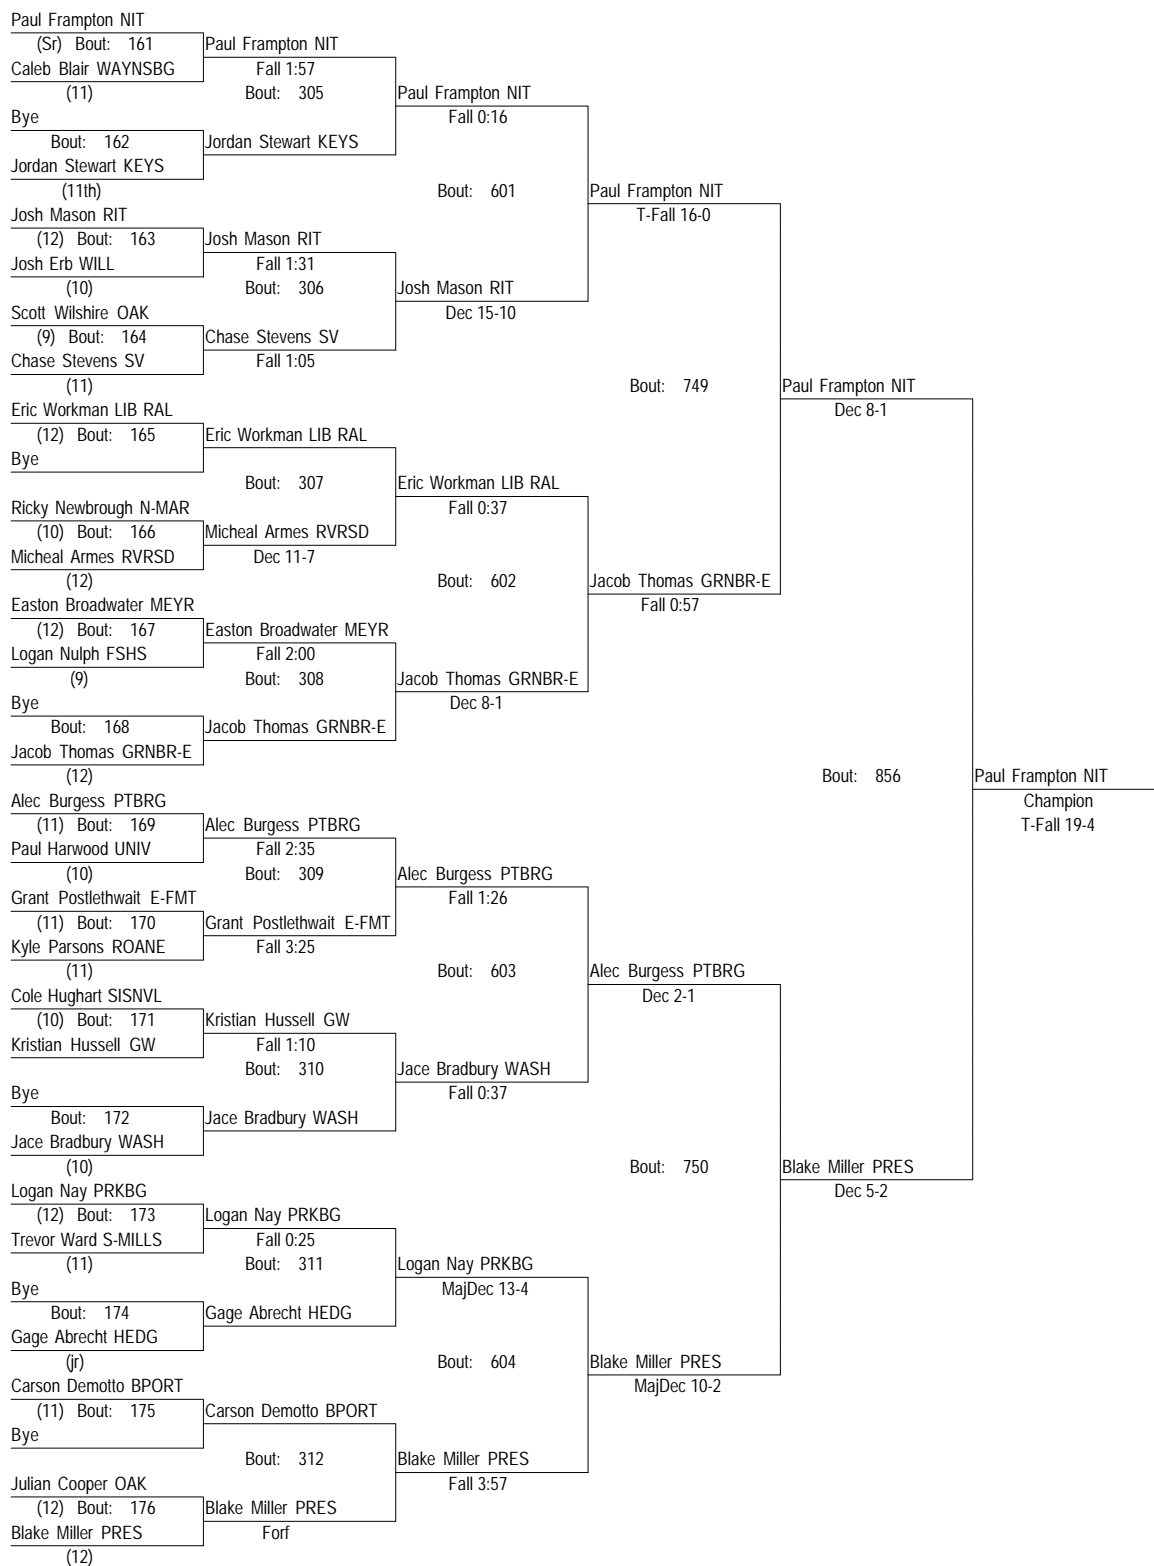 Paul Frampton NIT
(Sr) Bout: 161
Paul Frampton NIT
Caleb Blair WAYNSBG
Fall 1:57
(11)
Bout: 305
Paul Frampton NIT
Bye
Fall 0:16
Bout: 162
Jordan Stewart KEYS
Jordan Stewart KEYS
(11th)
Bout: 601
Paul Frampton NIT
Josh Mason RIT
T-Fall 16-0
(12) Bout: 163
Josh Mason RIT
Josh Erb WILL
Fall 1:31
(10)
Bout: 306
Josh Mason RIT
Scott Wilshire OAK
Dec 15-10
(9) Bout: 164
Chase Stevens SV
Chase Stevens SV
Fall 1:05
(11)
Bout: 749
Paul Frampton NIT
Eric Workman LIB RAL
Dec 8-1
(12) Bout: 165
Eric Workman LIB RAL
Bye
Bout: 307
Eric Workman LIB RAL
Ricky Newbrough N-MAR
Fall 0:37
(10) Bout: 166
Micheal Armes RVRSD
Micheal Armes RVRSD
Dec 11-7
(12)
Bout: 602
Jacob Thomas GRNBR-E
Easton Broadwater MEYR
Fall 0:57
(12) Bout: 167
Easton Broadwater MEYR
Logan Nulph FSHS
Fall 2:00
(9)
Bout: 308
Jacob Thomas GRNBR-E
Bye
Dec 8-1
Bout: 168
Jacob Thomas GRNBR-E
Jacob Thomas GRNBR-E
(12)
Bout: 856
Paul Frampton NIT
Alec Burgess PTBRG
Champion
(11) Bout: 169
Alec Burgess PTBRG
T-Fall 19-4
Paul Harwood UNIV
Fall 2:35
(10)
Bout: 309
Alec Burgess PTBRG
Grant Postlethwait E-FMT
Fall 1:26
(11) Bout: 170
Grant Postlethwait E-FMT
Kyle Parsons ROANE
Fall 3:25
(11)
Bout: 603
Alec Burgess PTBRG
Cole Hughart SISNVL
Dec 2-1
(10) Bout: 171
Kristian Hussell GW
Kristian Hussell GW
Fall 1:10
Bout: 310
Jace Bradbury WASH
Bye
Fall 0:37
Bout: 172
Jace Bradbury WASH
Jace Bradbury WASH
(10)
Bout: 750
Blake Miller PRES
Logan Nay PRKBG
Dec 5-2
(12) Bout: 173
Logan Nay PRKBG
Trevor Ward S-MILLS
Fall 0:25
(11)
Bout: 311
Logan Nay PRKBG
Bye
MajDec 13-4
Bout: 174
Gage Abrecht HEDG
Gage Abrecht HEDG
(jr)
Bout: 604
Blake Miller PRES
Carson Demotto BPORT
MajDec 10-2
(11) Bout: 175
Carson Demotto BPORT
Bye
Bout: 312
Blake Miller PRES
Julian Cooper OAK
Fall 3:57
(12) Bout: 176
Blake Miller PRES
Blake Miller PRES
Forf
(12)